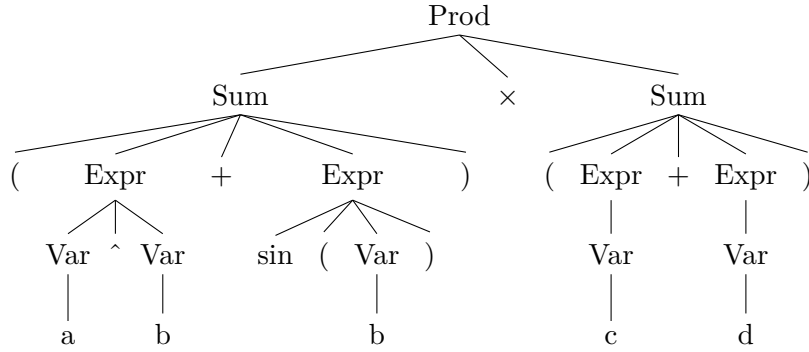 Prod
Sum × Sum
( Expr + Expr ) ( Expr + Expr )
Var ^ Var sin ( Var ) Var Var
a b b c d